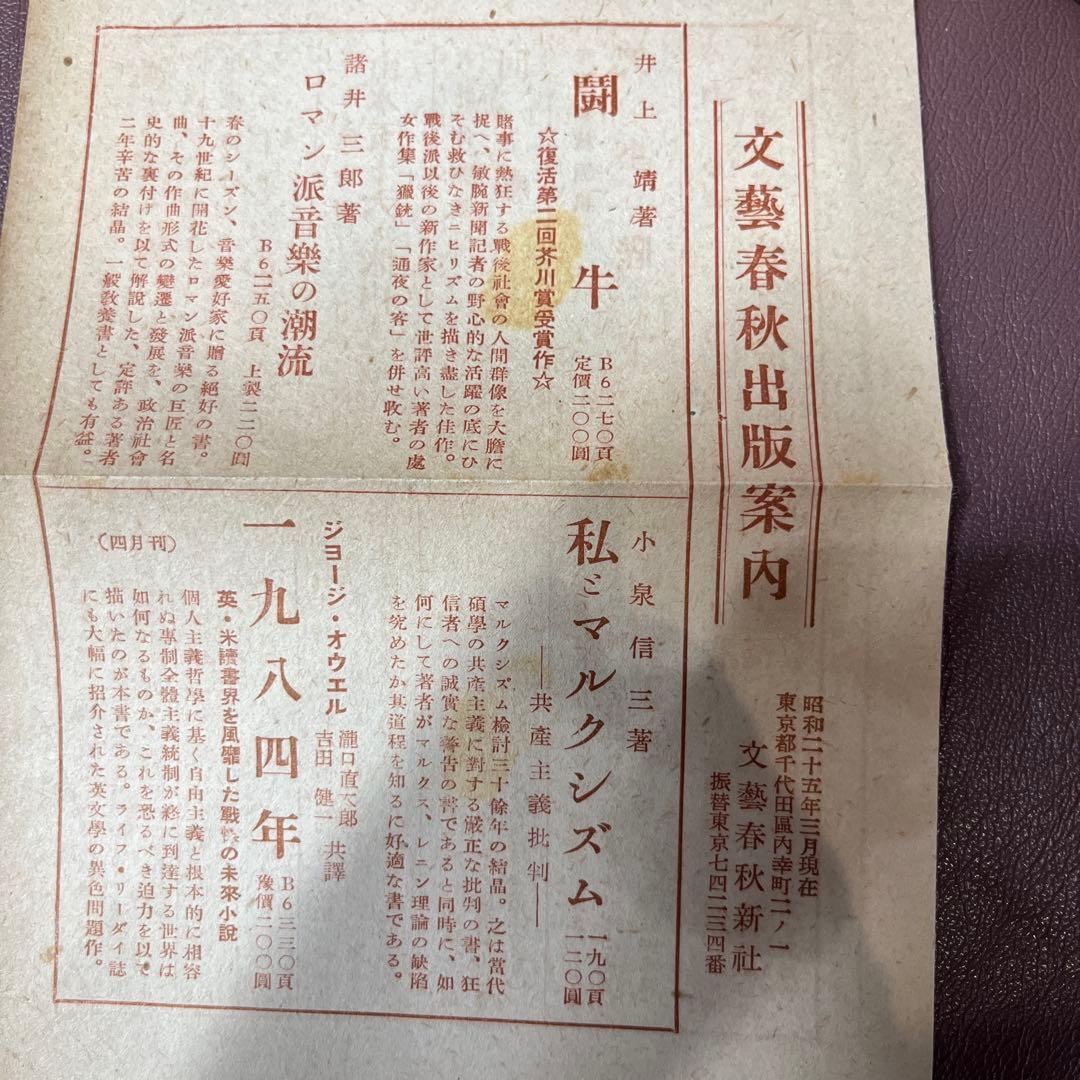 文藝春秋出版案内
昭和二十五年三月現在
東京都千代田區内幸町二ノ一
文藝春秋新社
振替東京七四二三四番
井上靖著
鬪牛
B6二七〇頁
定價二〇〇圓
☆復活第二回芥川賞受賞作☆
賭事に熱狂する戰後社會の人間群像を大膽に
捉へ、敏腕新聞記者の野心的な活躍の底にひ
そむ救ひなきニヒリズムを描き盡した佳作。
戰後派以後の新作家として世評高い著者の處
女作集「獵銃」「通夜の客」を併せ收む。
諸井三郎著
ロマン派音樂の潮流
B6二五〇頁 上製二二〇圓
春のシーズン、音樂愛好家に贈る絶好の書。
十九世紀に開花したロマン派音樂の巨匠と名
曲、その作曲形式の變遷と發展を、政治社會
史的な裏付けを以て解說した、定評ある著者
二年辛苦の結晶。一般教養書としても有益。
小泉信三著
私とマルクシズム
一九〇頁
一二〇圓
―共產主義批判―
マルクシズム檢討三十餘年の結晶。之は當代
碩學の共產主義に對する嚴正な批判の書、狂
信者への誠實な警告の書であると同時に、如
何にして著者がマルクス、レニン理論の缺陷
を究めたか其道程を知るに好適な書である。
ジヨージ・オウエル
瀧口直太郎
吉田健一 共譯
一九八四年
B6三三〇頁
豫價二〇〇圓
英・米讀書界を風靡した戰慄の未來小說
個人主義哲學に基く自由主義と根本的に相容
れぬ專制全體主義統制が終に到達する世界は
如何なるものか、これを恐るべき迫力を以て
描いたのが本書である。ライフ・リーダイ誌
にも大幅に招介された英文學の異色問題作。
（四月刊）